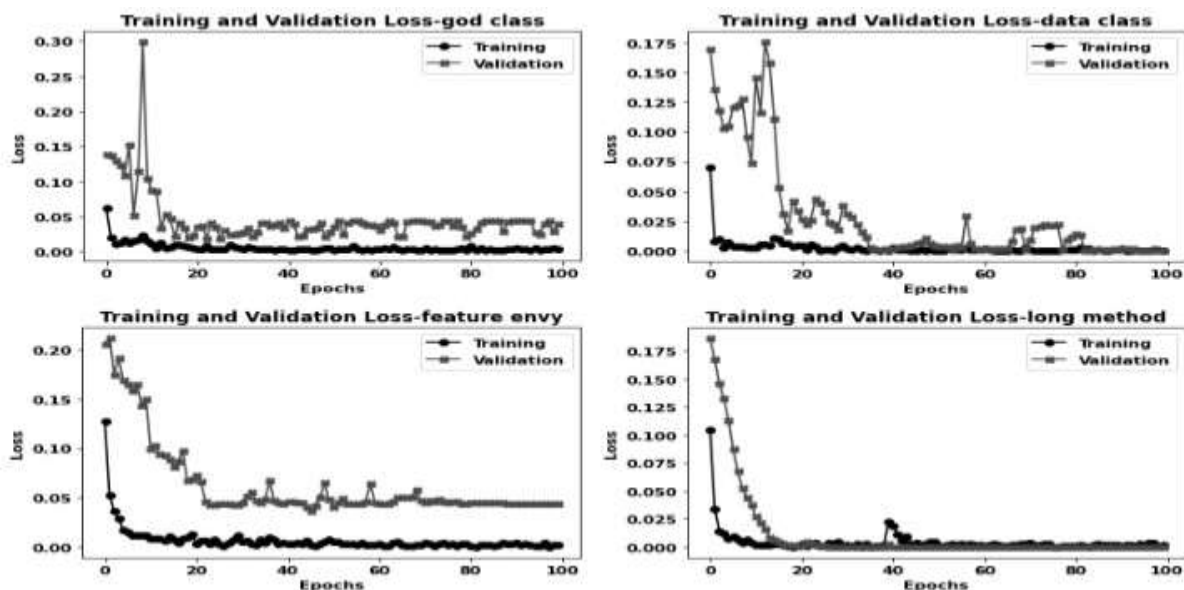 Training and Validation Loss-god class
0.30
0.25
0.20
0.15
0.10
0.05
0.00
Loss
Training
Validation
0 20 40 60 80 100
Epochs
Training and Validation Loss-data class
0.175
0.150
0.125
0.100
0.075
0.050
0.025
0.000
Loss
Training
Validation
0 20 40 60 80 100
Epochs
Training and Validation Loss-feature envy
0.20
0.15
0.10
0.05
0.00
Loss
Training
Validation
0 20 40 60 80 100
Epochs
Training and Validation Loss-long method
0.175
0.150
0.125
0.100
0.075
0.050
0.025
0.000
Loss
Training
Validation
0 20 40 60 80 100
Epochs